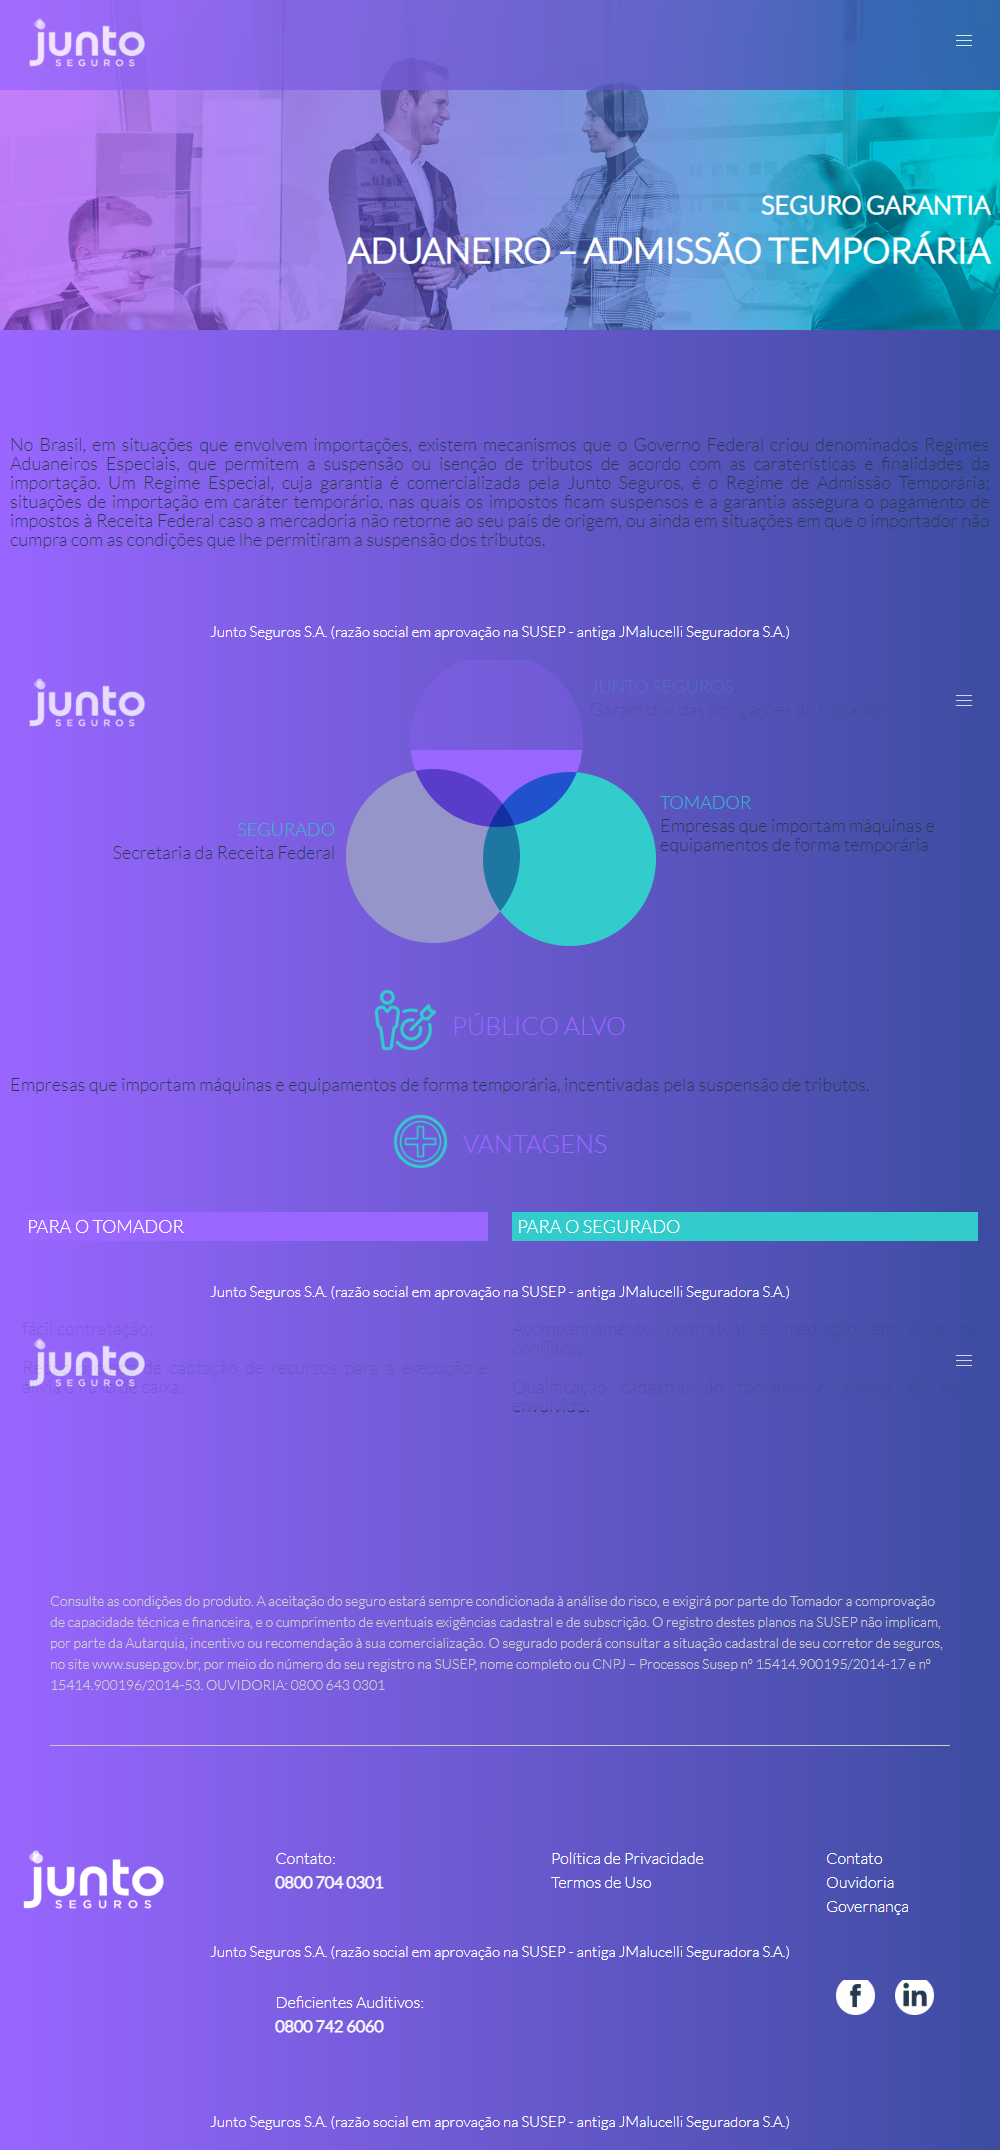 junto
SEGUROS
SEGURO GARANTIA
ADUANEIRO – ADMISSÃO TEMPORÁRIA
No Brasil, em situações que envolvem importações, existem mecanismos que o Governo Federal criou denominados Regimes
Aduaneiros Especiais, que permitem a suspensão ou isenção de tributos de acordo com as caraterísticas e finalidades da
importação. Um Regime Especial, cuja garantia é comercializada pela Junto Seguros, é o Regime de Admissão Temporária:
situações de importação em caráter temporário, nas quais os impostos ficam suspensos e a garantia assegura o pagamento de
impostos à Receita Federal caso a mercadoria não retorne ao seu país de origem, ou ainda em situações em que o importador não
cumpra com as condições que lhe permitiram a suspensão dos tributos.
Junto Seguros S.A. (razão social em aprovação na SUSEP - antiga JMalucelli Seguradora S.A.)
junto
SEGUROS
JUNTO SEGUROS
Garantidor das obrigações do tomador
TOMADOR
Empresas que importam máquinas e
equipamentos de forma temporária
SEGURADO
Secretaria da Receita Federal
PÚBLICO ALVO
Empresas que importam máquinas e equipamentos de forma temporária, incentivadas pela suspensão de tributos.
VANTAGENS
PARA O TOMADOR
PARA O SEGURADO
Junto Seguros S.A. (razão social em aprovação na SUSEP - antiga JMalucelli Seguradora S.A.)
fácil contratação;
junto
SEGUROS
de captação de recursos para a execução e
fluxo de caixa.
Acompanhamento contratual e mediação em caso de
conflitos;
Qualificação cadastral do tomador e análise do risco
envolvido.
Consulte as condições do produto. A aceitação do seguro estará sempre condicionada à análise do risco, e exigirá por parte do Tomador a comprovação
de capacidade técnica e financeira, e o cumprimento de eventuais exigências cadastral e de subscrição. O registro destes planos na SUSEP não implicam,
por parte da Autarquia, incentivo ou recomendação à sua comercialização. O segurado poderá consultar a situação cadastral de seu corretor de seguros,
no site www.susep.gov.br, por meio do número do seu registro na SUSEP, nome completo ou CNPJ – Processos Susep nº 15414.900195/2014-17 e nº
15414.900196/2014-53. OUVIDORIA: 0800 643 0301
junto
SEGUROS
Contato:
0800 704 0301
Política de Privacidade
Termos de Uso
Contato
Ouvidoria
Governança
Junto Seguros S.A. (razão social em aprovação na SUSEP - antiga JMalucelli Seguradora S.A.)
Deficientes Auditivos:
0800 742 6060
f
in
Junto Seguros S.A. (razão social em aprovação na SUSEP - antiga JMalucelli Seguradora S.A.)